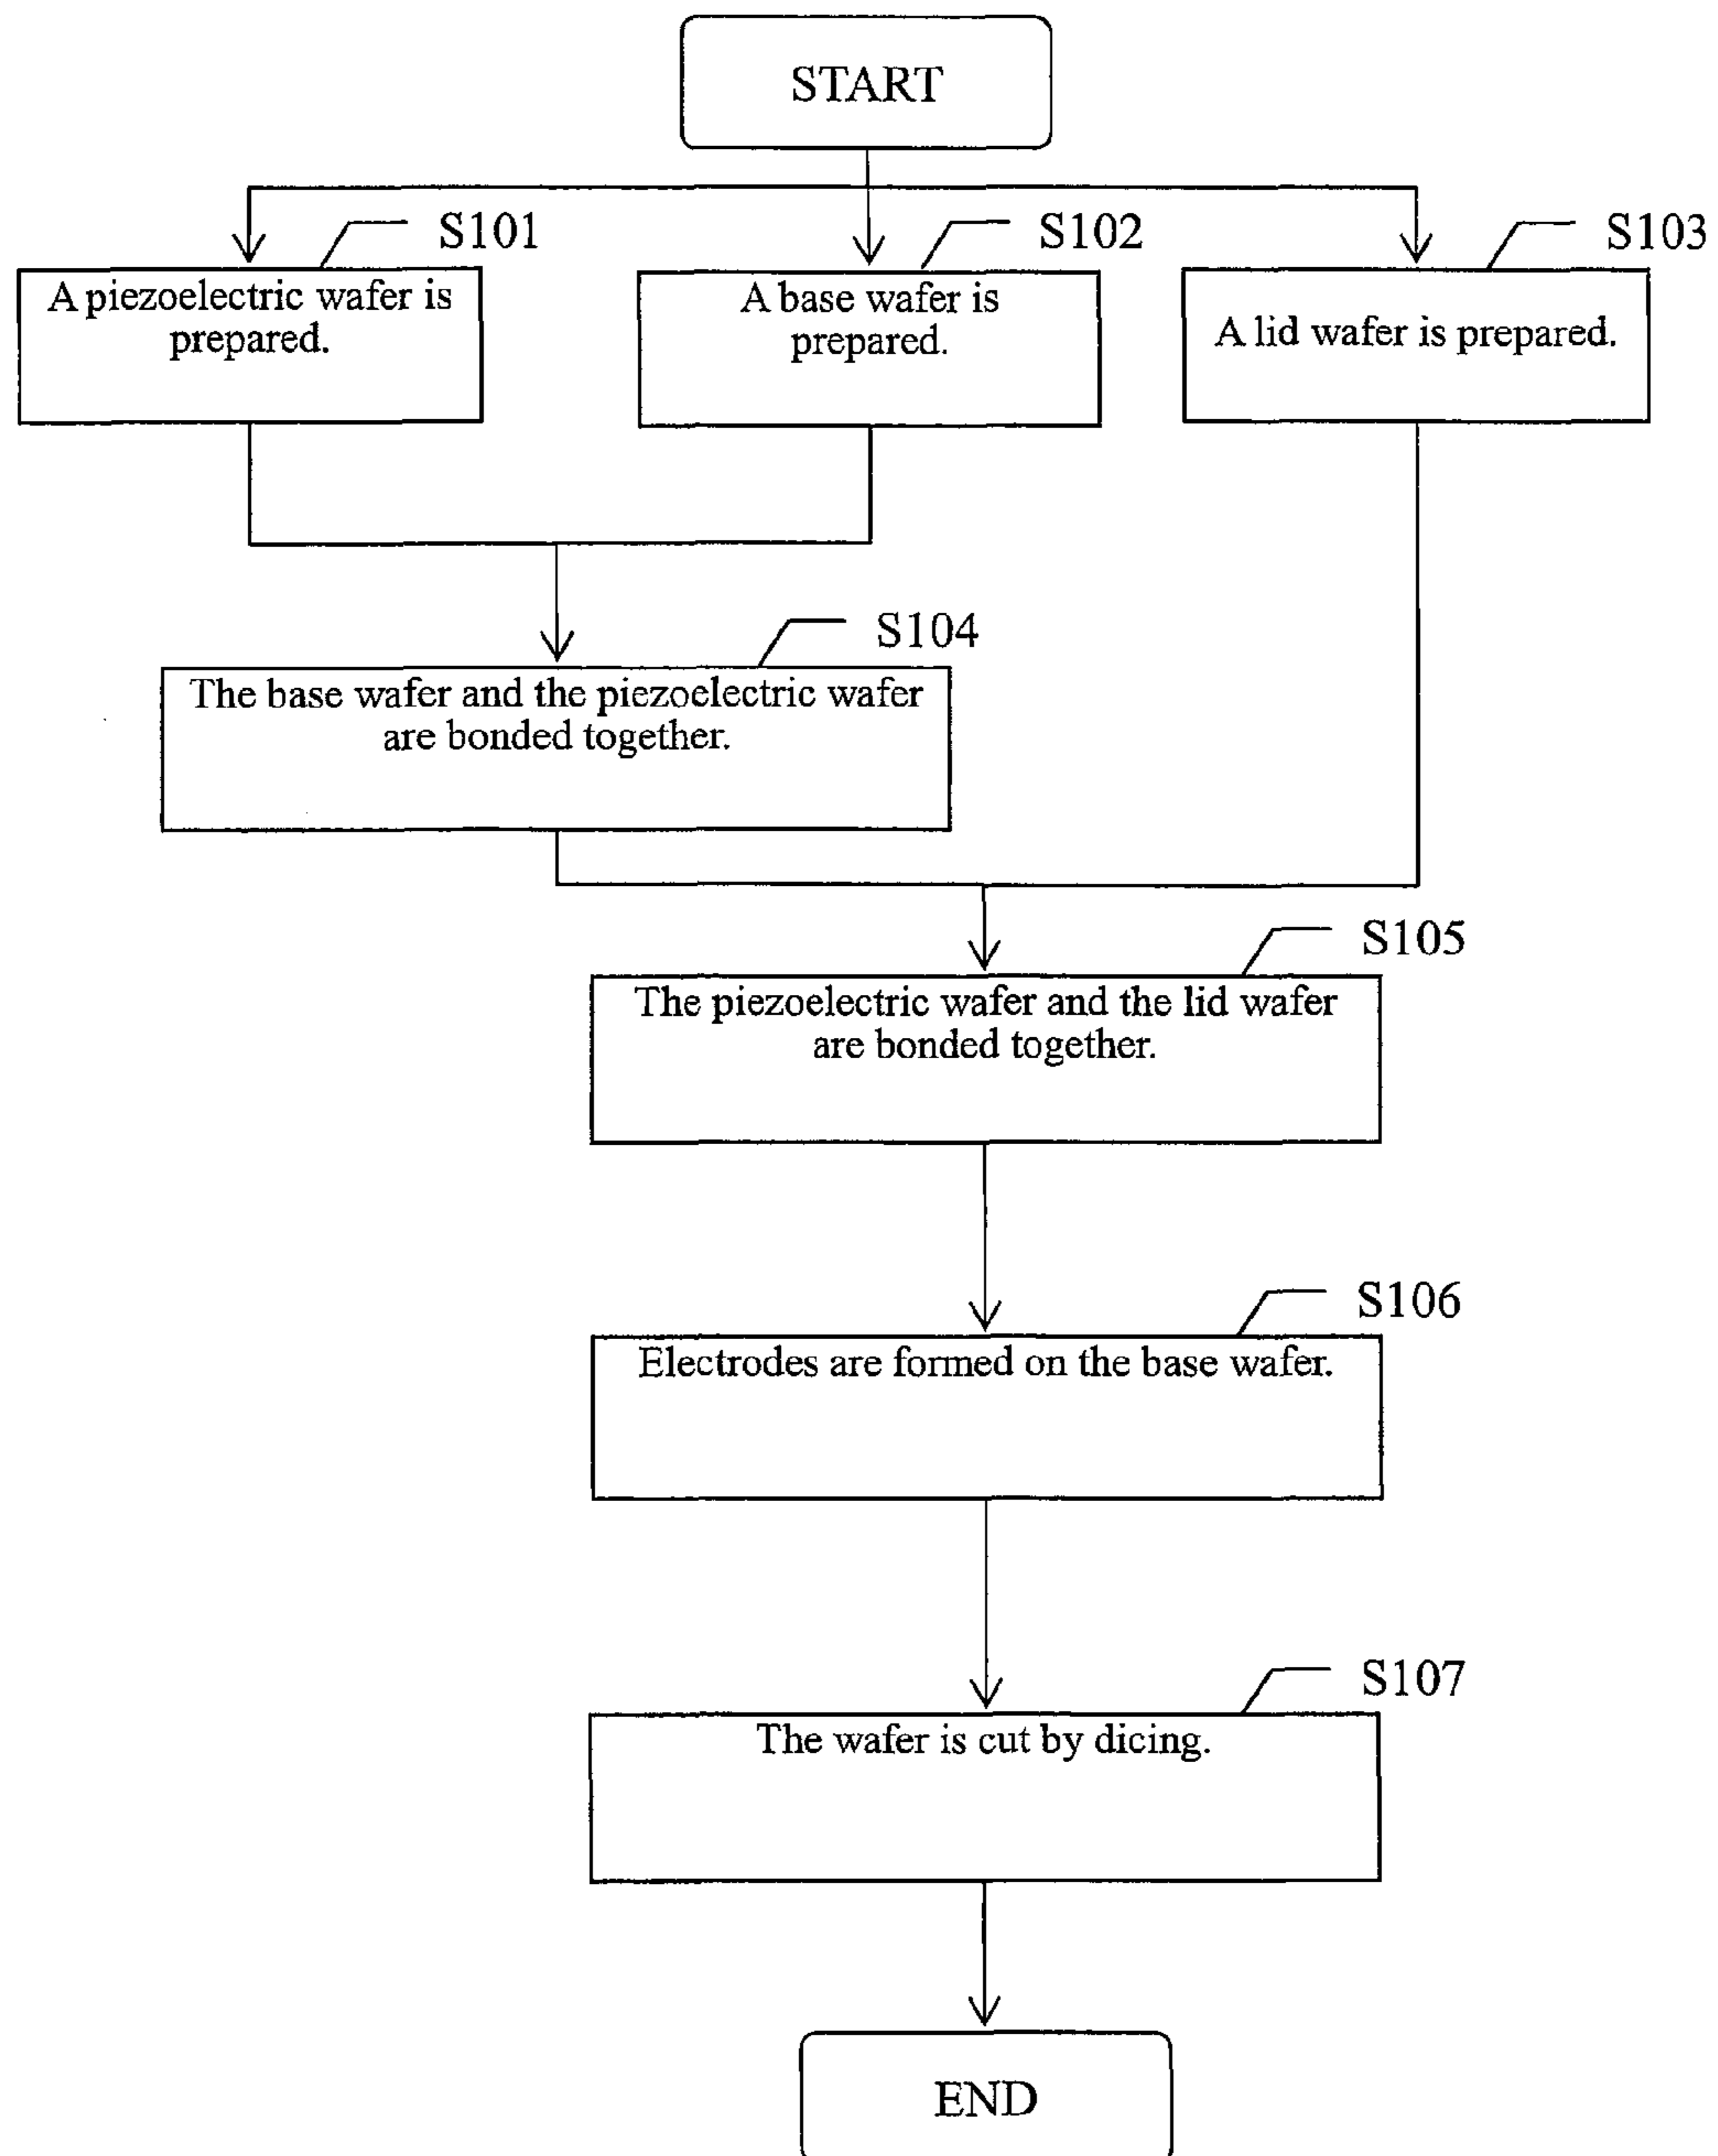 START
S101
S102
S103
A piezoelectric wafer is
prepared.
A base wafer is
prepared.
A lid wafer is prepared.
S104
The base wafer and the piezoelectric wafer
are bonded together.
S105
The piezoelectric wafer and the lid wafer
are bonded together.
S106
Electrodes are formed on the base wafer.
S107
The wafer is cut by dicing.
END